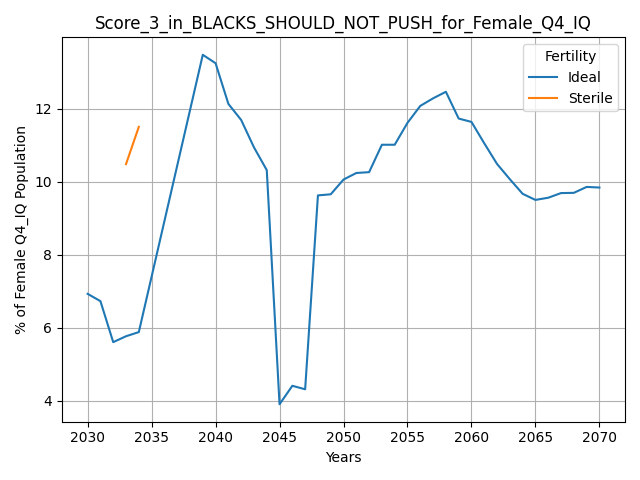 Score_3_in_BLACKS_SHOULD_NOT_PUSH_for_Female_Q4_IQ
Fertility
Ideal
Sterile
% of Female Q4_IQ Population
12
10
8
6
4
2030 2035 2040 2045 2050 2055 2060 2065 2070
Years